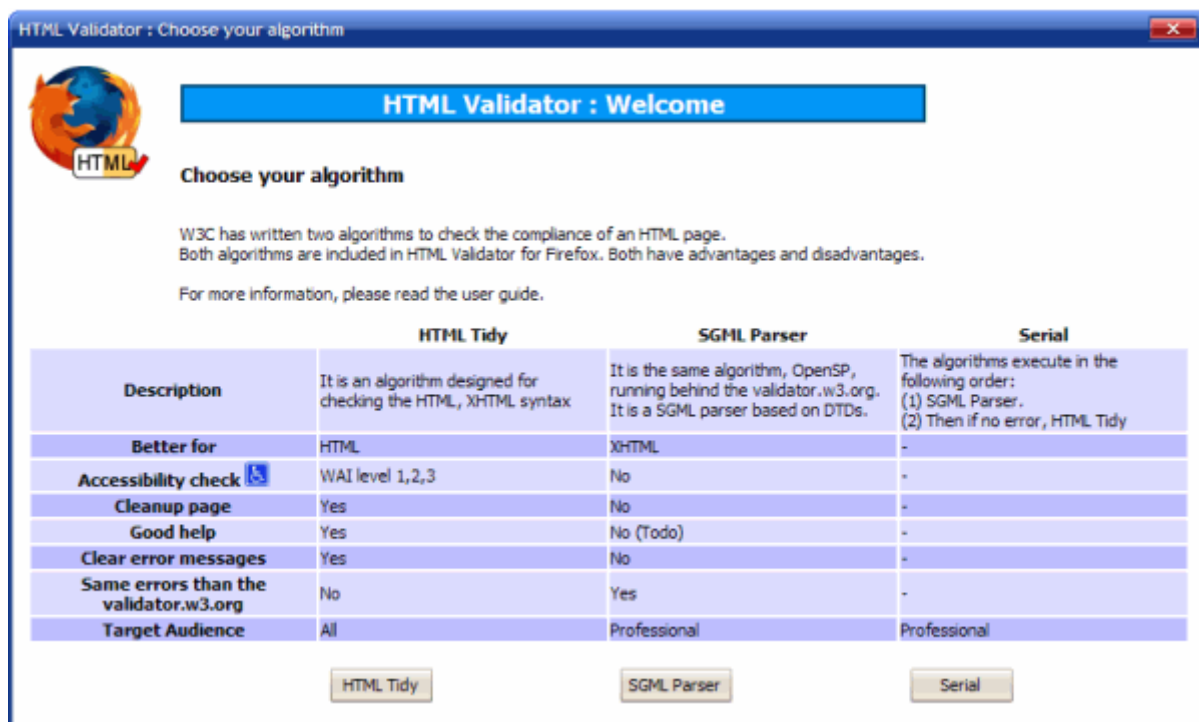 HTML Validator : Choose your algorithm
HTML Validator : Welcome
HTML
Choose your algorithm
W3C has written two algorithms to check the compliance of an HTML page.
Both algorithms are included in HTML Validator for Firefox. Both have advantages and disadvantages.
For more information, please read the user guide.
HTML Tidy SGML Parser Serial
Description
It is an algorithm designed for
checking the HTML, XHTML syntax
It is the same algorithm, OpenSP,
running behind the validator.w3.org.
It is a SGML parser based on DTDs.
The algorithms execute in the
following order:
(1) SGML Parser.
(2) Then if no error, HTML Tidy
Better for HTML XHTML -
Accessibility check WAI level 1,2,3 No -
Cleanup page Yes No -
Good help Yes No (Todo) -
Clear error messages Yes No -
Same errors than the
validator.w3.org
No Yes -
Target Audience All Professional Professional
HTML Tidy SGML Parser Serial